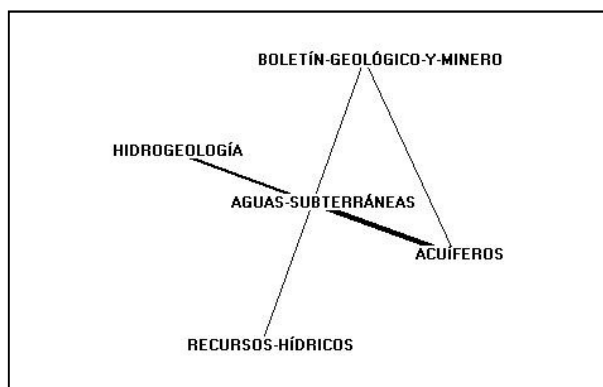 BOLETÍN-GEOLÓGICO-Y-MINERO
HIDROGEOLOGÍA
AGUAS-SUBTERRÁNEAS
ACUÍFEROS
RECURSOS-HÍDRICOS